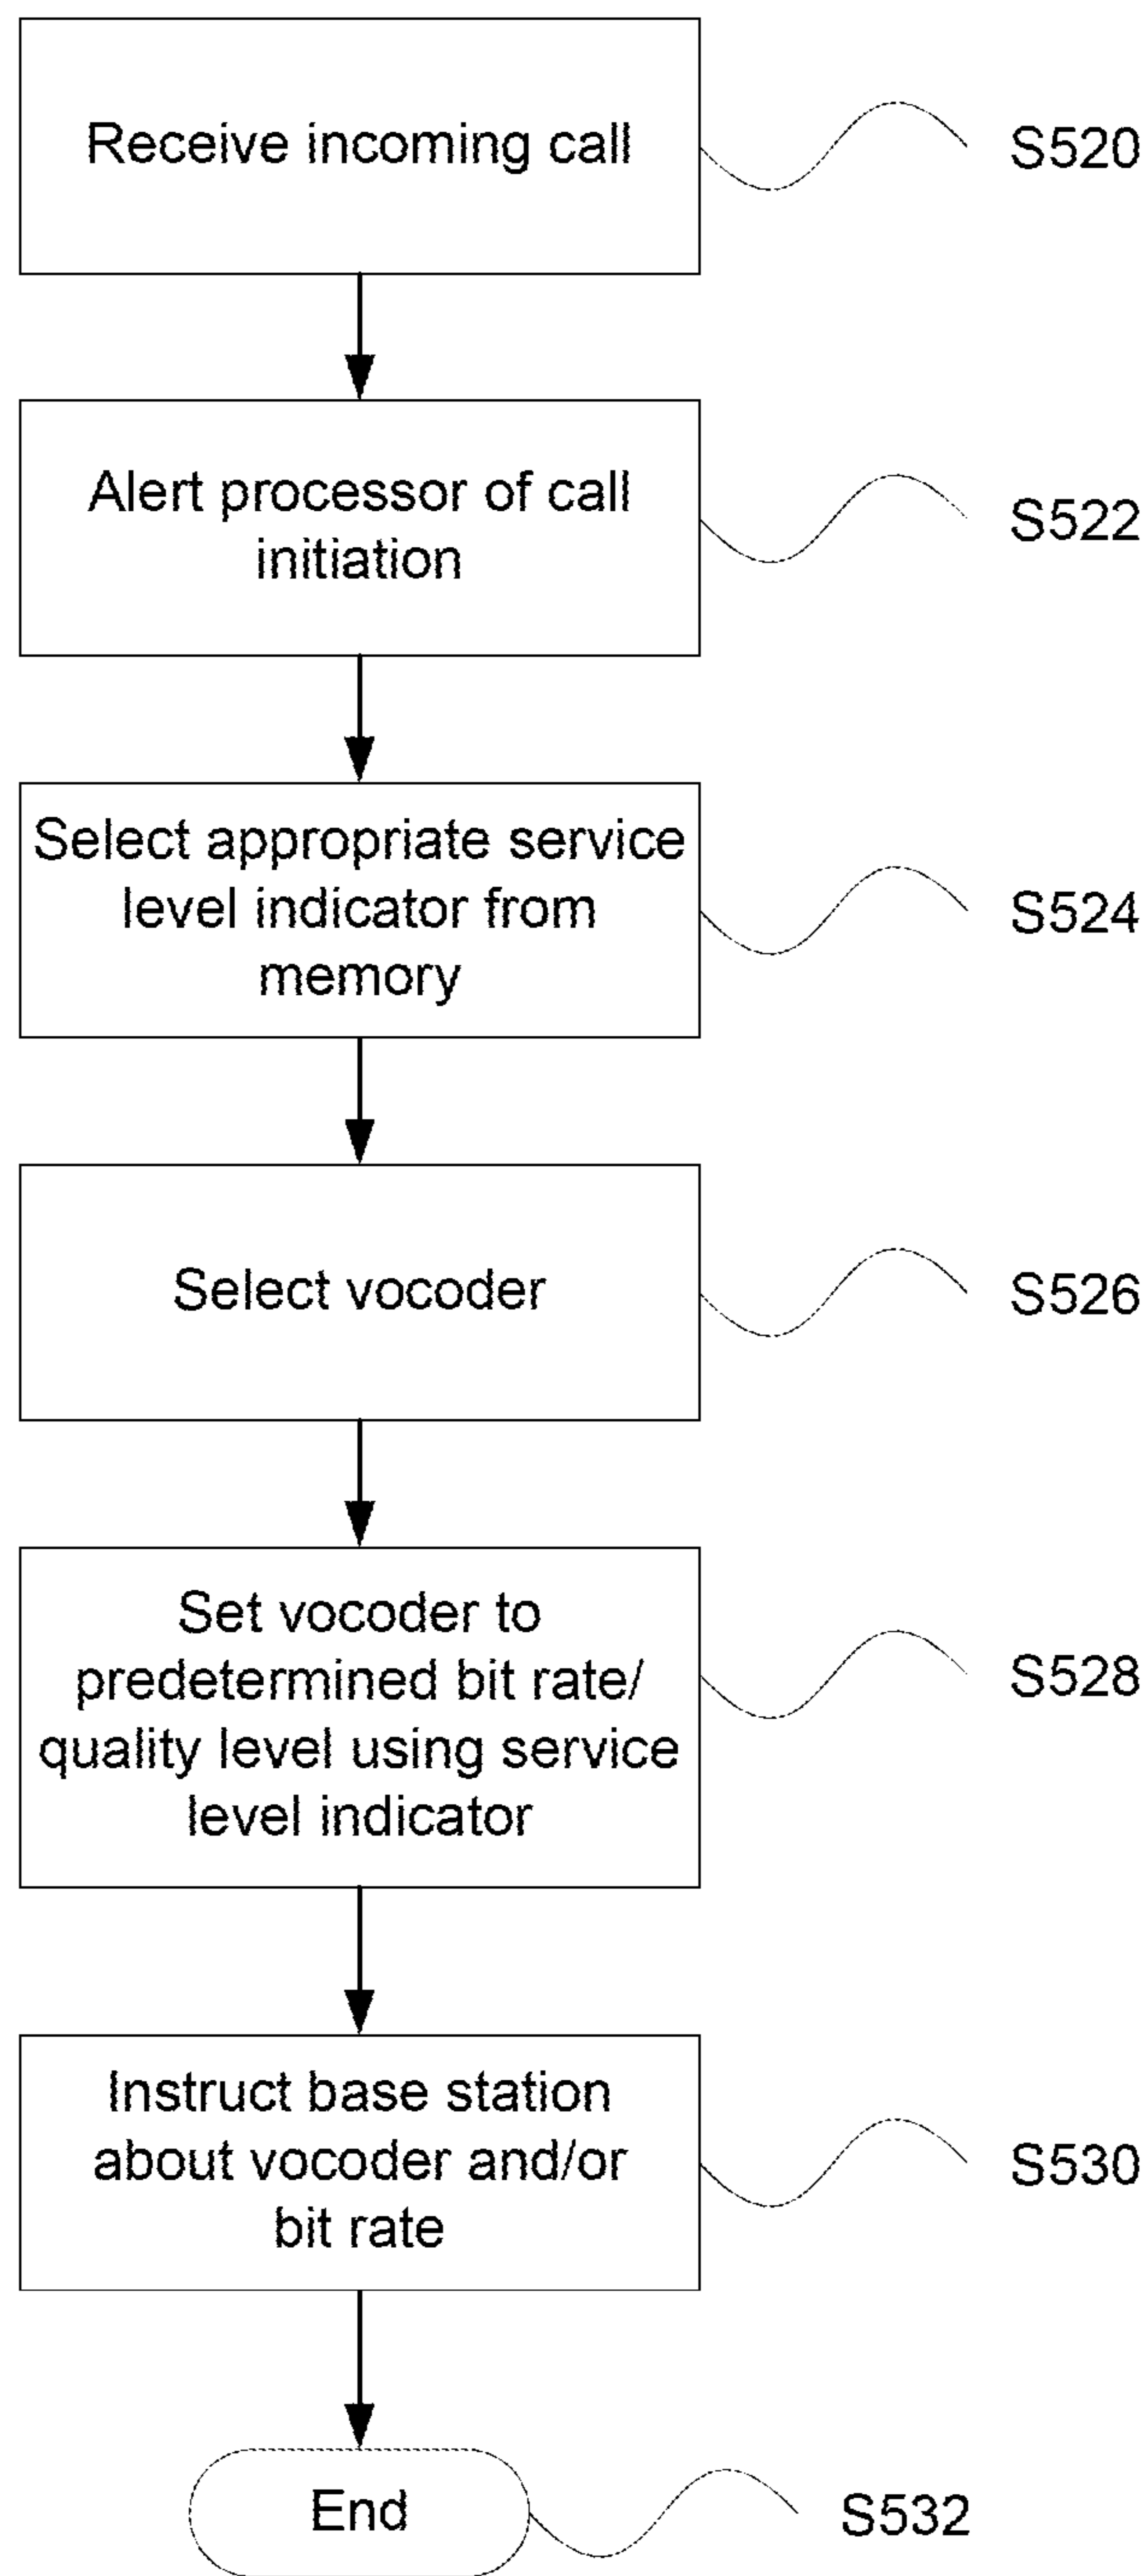 Receive incoming call
S520
Alert processor of call
initiation
S522
Select appropriate service
level indicator from
memory
S524
Select vocoder
S526
Set vocoder to
predetermined bit rate/
quality level using service
level indicator
S528
Instruct base station
about vocoder and/or
bit rate
S530
End
S532